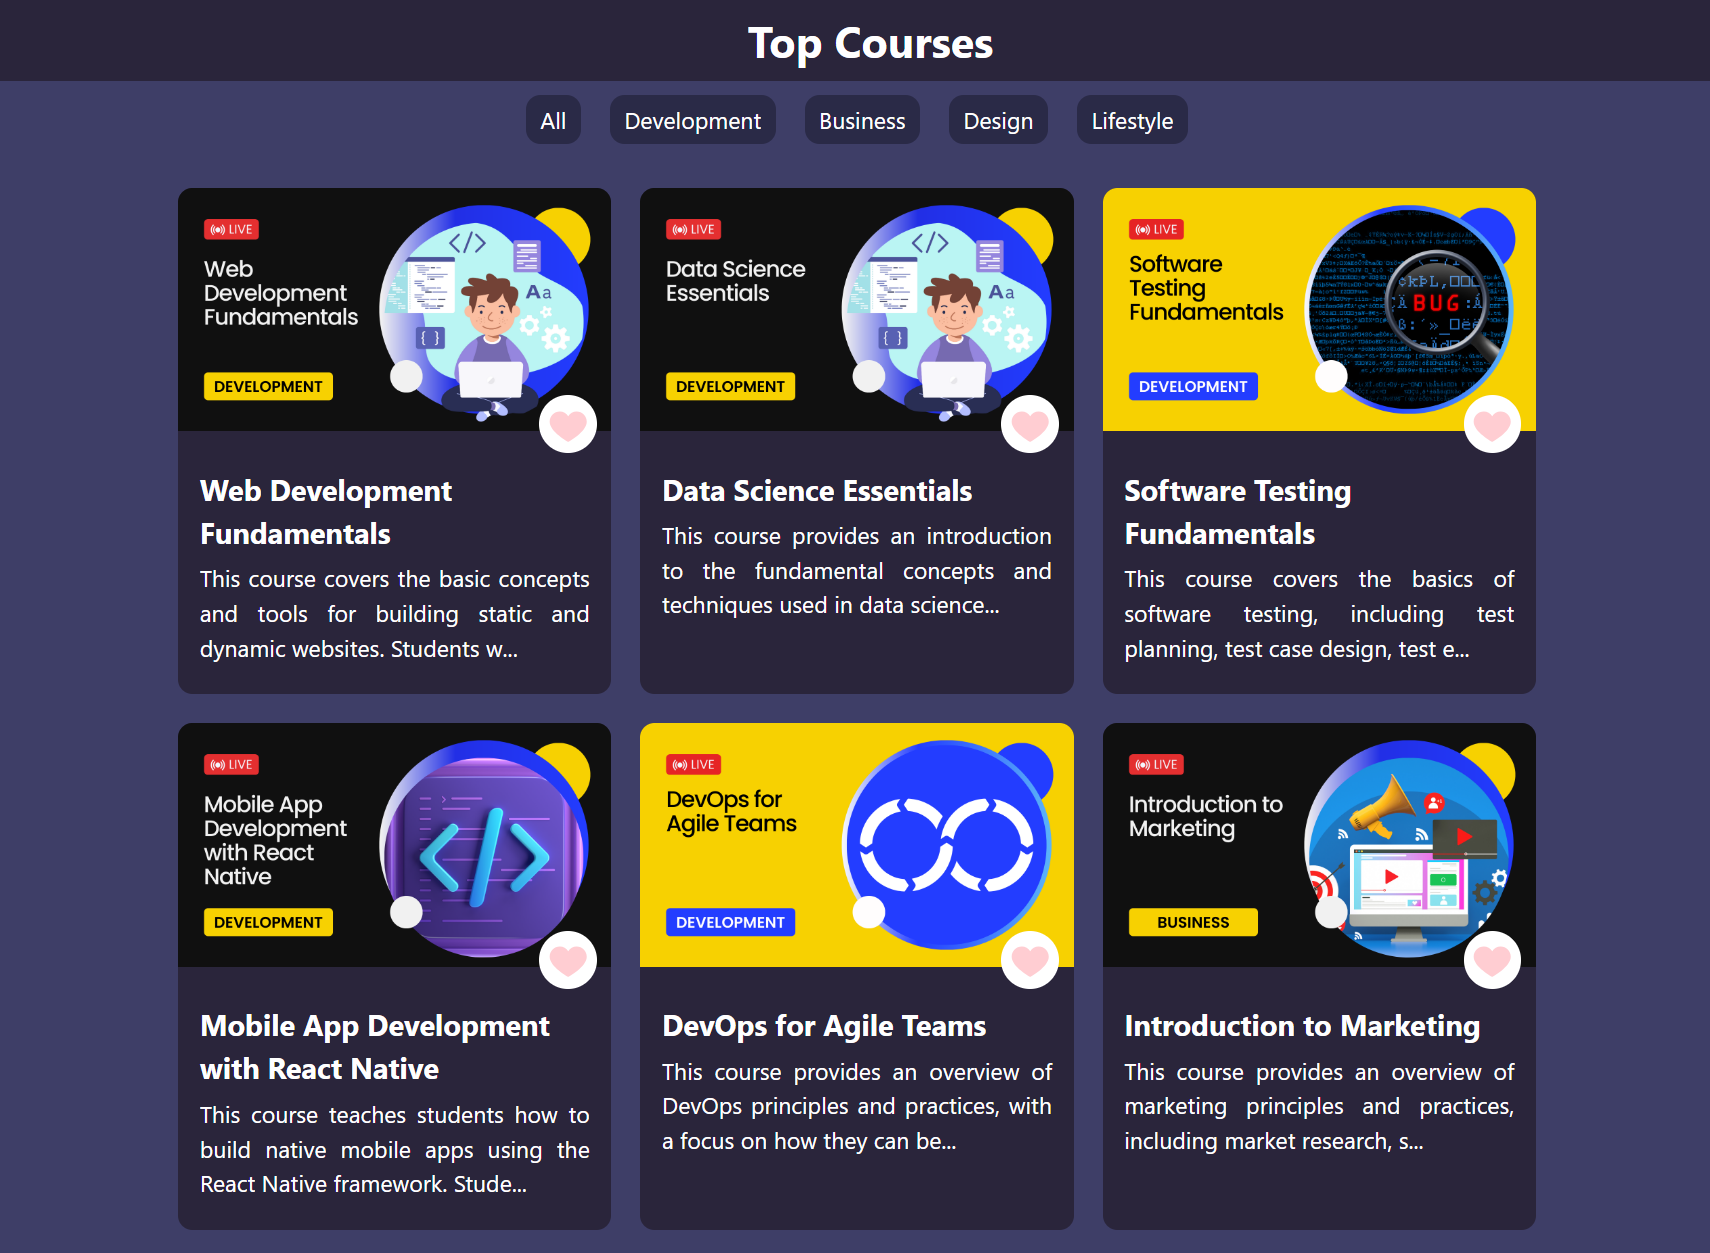 Top Courses
All
Development
Business
Design
Lifestyle
LIVE
Web
Development
Fundamentals
</>
Aa
{ }
DEVELOPMENT
Web Development
Fundamentals
This course covers the basic concepts
and tools for building static and
dynamic websites. Students w...
LIVE
Data Science
Essentials
</>
Aa
{ }
DEVELOPMENT
Data Science Essentials
This course provides an introduction
to the fundamental concepts and
techniques used in data science...
LIVE
Software
Testing
Fundamentals
BUG
DEVELOPMENT
Software Testing
Fundamentals
This course covers the basics of
software testing, including test
planning, test case design, test e...
LIVE
Mobile App
Development
with React
Native
</>
DEVELOPMENT
Mobile App Development
with React Native
This course teaches students how to
build native mobile apps using the
React Native framework. Stude...
LIVE
DevOps for
Agile Teams
DEVELOPMENT
DevOps for Agile Teams
This course provides an overview of
DevOps principles and practices, with
a focus on how they can be...
LIVE
Introduction to
Marketing
BUSINESS
Introduction to Marketing
This course provides an overview of
marketing principles and practices,
including market research, s...